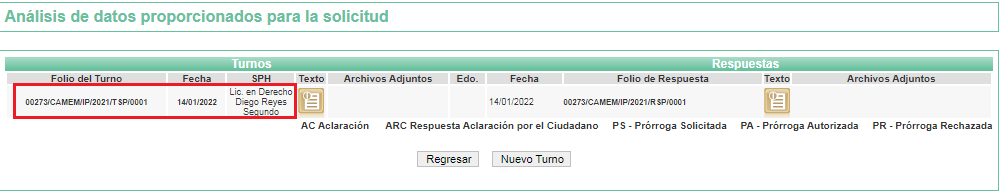 Análisis de datos proporcionados para la solicitud
Turnos Respuestas
Folio del Turno Fecha SPH Texto Archivos Adjuntos Edo. Fecha Folio de Respuesta Texto Archivos Adjuntos
00273/CAMEM/IP/2021/TSP/0001 14/01/2022 Lic. en Derecho Diego Reyes Segundo 14/01/2022 00273/CAMEM/IP/2021/RSP/0001
AC Aclaración ARC Respuesta Aclaración por el Ciudadano PS - Prórroga Solicitada PA - Prórroga Autorizada PR - Prórroga Rechazada
Regresar Nuevo Turno